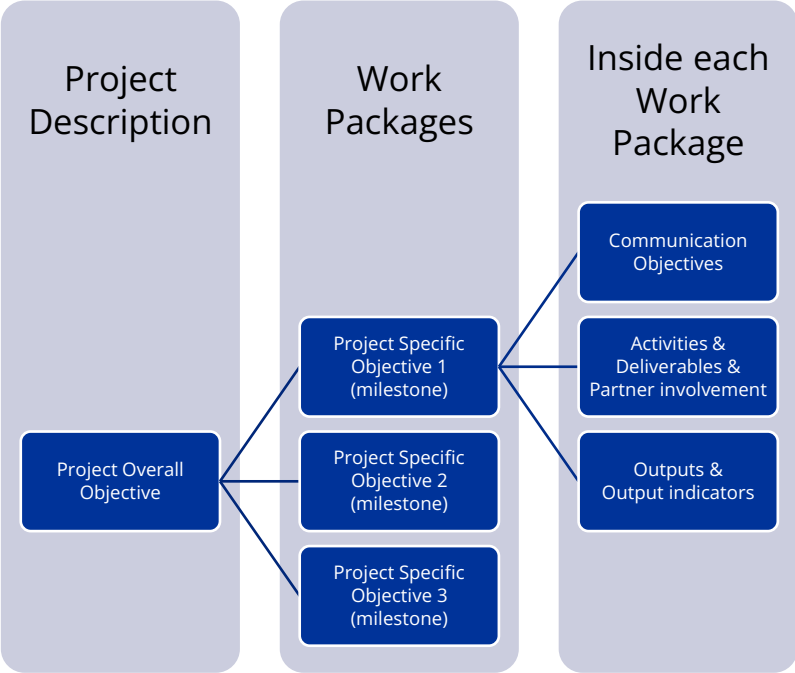 Project
Description
Work
Packages
Inside each
Work
Package
Project Overall
Objective
Project Specific
Objective 1
(milestone)
Project Specific
Objective 2
(milestone)
Project Specific
Objective 3
(milestone)
Communication
Objectives
Activities &
Deliverables &
Partner involvement
Outputs &
Output indicators